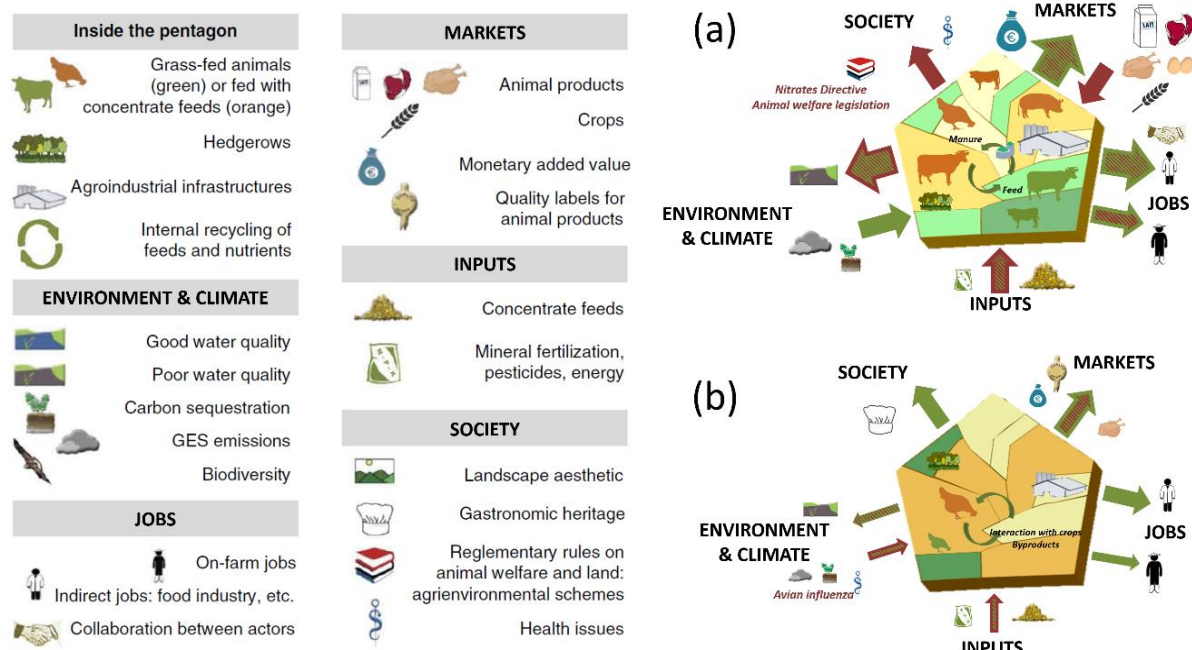 Inside the pentagon
Grass-fed animals
(green) or fed with
concentrate feeds (orange)
Hedgerows
Agroindustrial infrastructures
Internal recycling of
feeds and nutrients
ENVIRONMENT & CLIMATE
Good water quality
Poor water quality
Carbon sequestration
GES emissions
Biodiversity
JOBS
On-farm jobs
Indirect jobs: food industry, etc.
Collaboration between actors
MARKETS
Animal products
Crops
Monetary added value
Quality labels for
animal products
INPUTS
Concentrate feeds
Mineral fertilization,
pesticides, energy
SOCIETY
Landscape aesthetic
Gastronomic heritage
Reglementary rules on
animal welfare and land:
agrienvironmental schemes
Health issues
(a)
SOCIETY
MARKETS
LAIT
Nitrates Directive
Animal welfare legislation
Manure
Feed
ENVIRONMENT
& CLIMATE
JOBS
INPUTS
(b)
SOCIETY
MARKETS
ENVIRONMENT
& CLIMATE
Interaction with crops
Byproducts
JOBS
Avian influenza
INPUTS